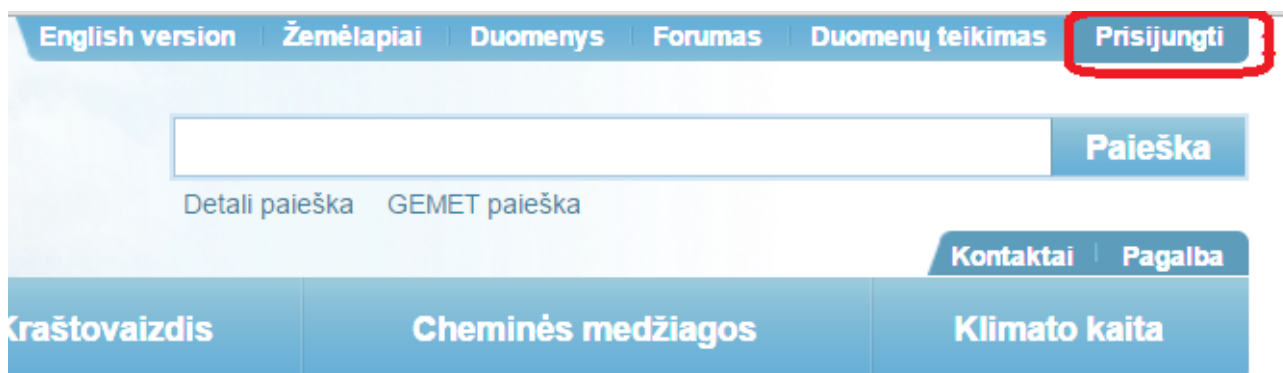 English version Žemėlapiai Duomenys Forumas Duomenų teikimas Prisijungti
Paieška
Detali paieška GEMET paieška
Kontaktai Pagalba
Kraštovaizdis Cheminės medžiagos Klimato kaita